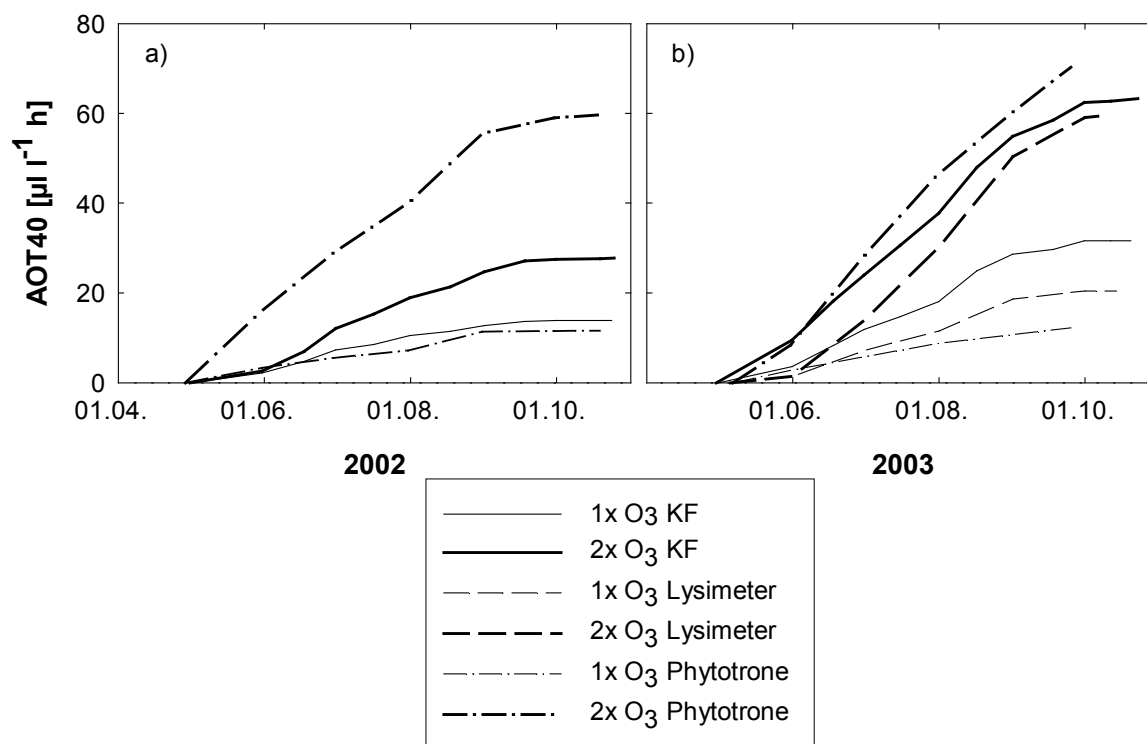 80
60
40
20
0
AOT40 [µl l⁻¹ h]
a)
b)
01.04. 01.06. 01.08. 01.10. 01.06. 01.08. 01.10.
2002 2003
1x O₃ KF
2x O₃ KF
1x O₃ Lysimeter
2x O₃ Lysimeter
1x O₃ Phytotrone
2x O₃ Phytotrone